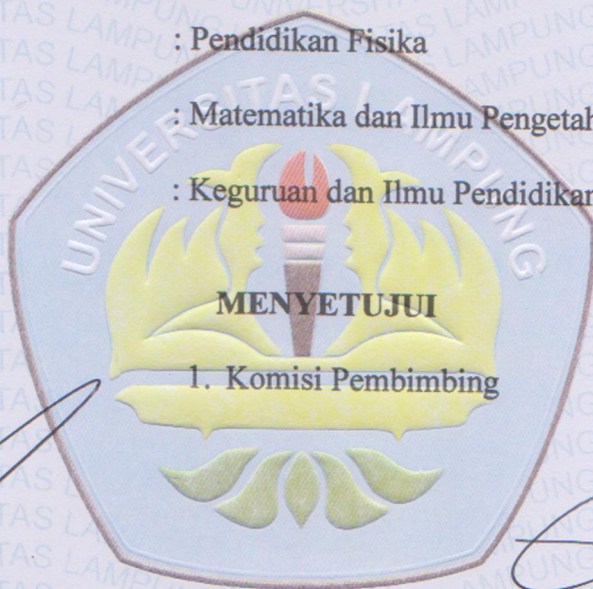 : Pendidikan Fisika
: Matematika dan Ilmu Pengetah
: Keguruan dan Ilmu Pendidikan
UNIVERSITAS LAMPUNG
MENYETUJUI
1. Komisi Pembimbing